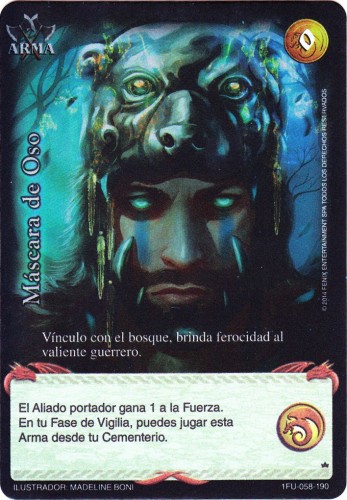 ARMA
0
Máscara de Oso
© 2014 FENIX ENTERTAINMENT SPA TODOS LOS DERECHOS RESERVADOS
Vínculo con el bosque, brinda ferocidad al
valiente guerrero.
El Aliado portador gana 1 a la Fuerza.
En tu Fase de Vigilia, puedes jugar esta
Arma desde tu Cementerio.
ILUSTRADOR: MADELINE BONI
1FU-058-190